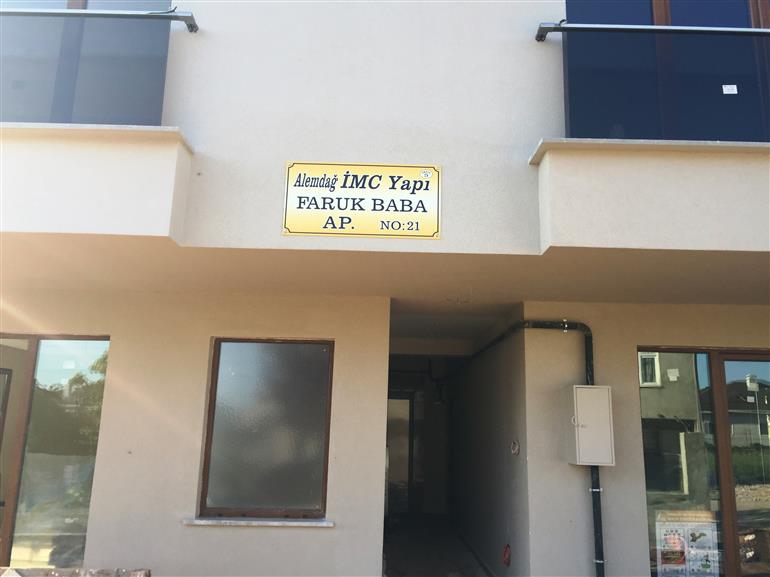 Alemdağ İMC Yapı
FARUK BABA
AP. NO:21